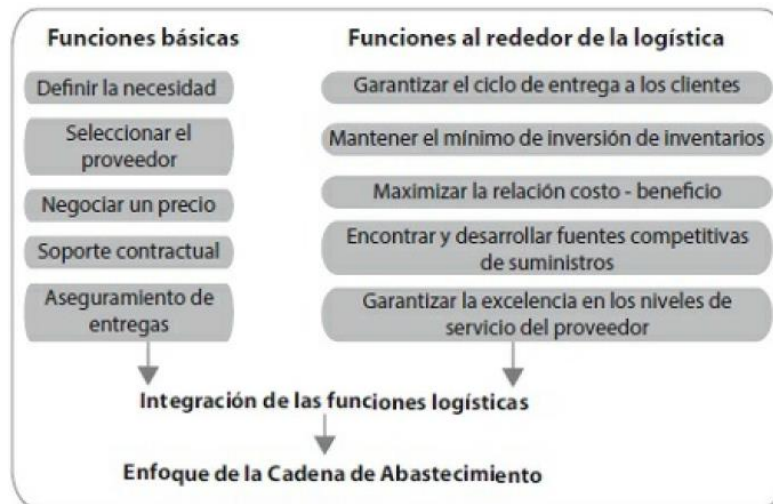 Funciones básicas
Definir la necesidad
Seleccionar el
proveedor
Negociar un precio
Soporte contractual
Aseguramiento de
entregas
Funciones al rededor de la logística
Garantizar el ciclo de entrega a los clientes
Mantener el mínimo de inversión de inventarios
Maximizar la relación costo - beneficio
Encontrar y desarrollar fuentes competitivas
de suministros
Garantizar la excelencia en los niveles de
servicio del proveedor
Integración de las funciones logísticas
Enfoque de la Cadena de Abastecimiento